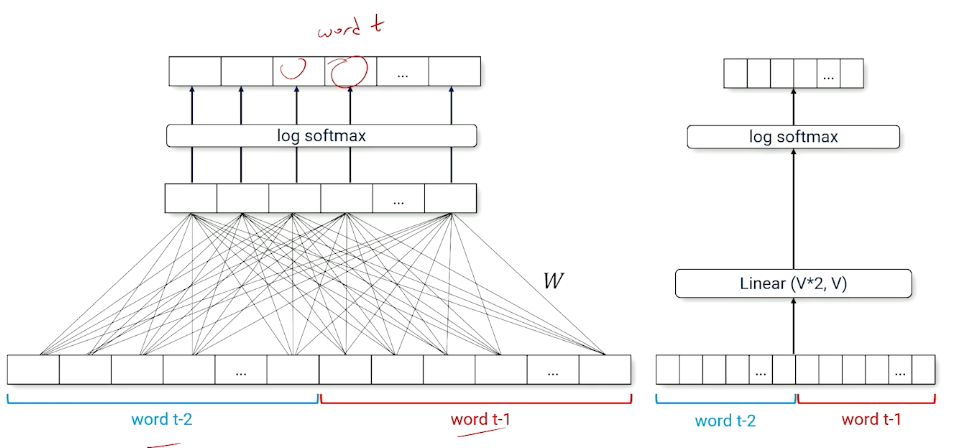 word t
...
...
log softmax
log softmax
...
W
Linear (V*2, V)
...
...
...
...
word t-2
word t-1
word t-2
word t-1